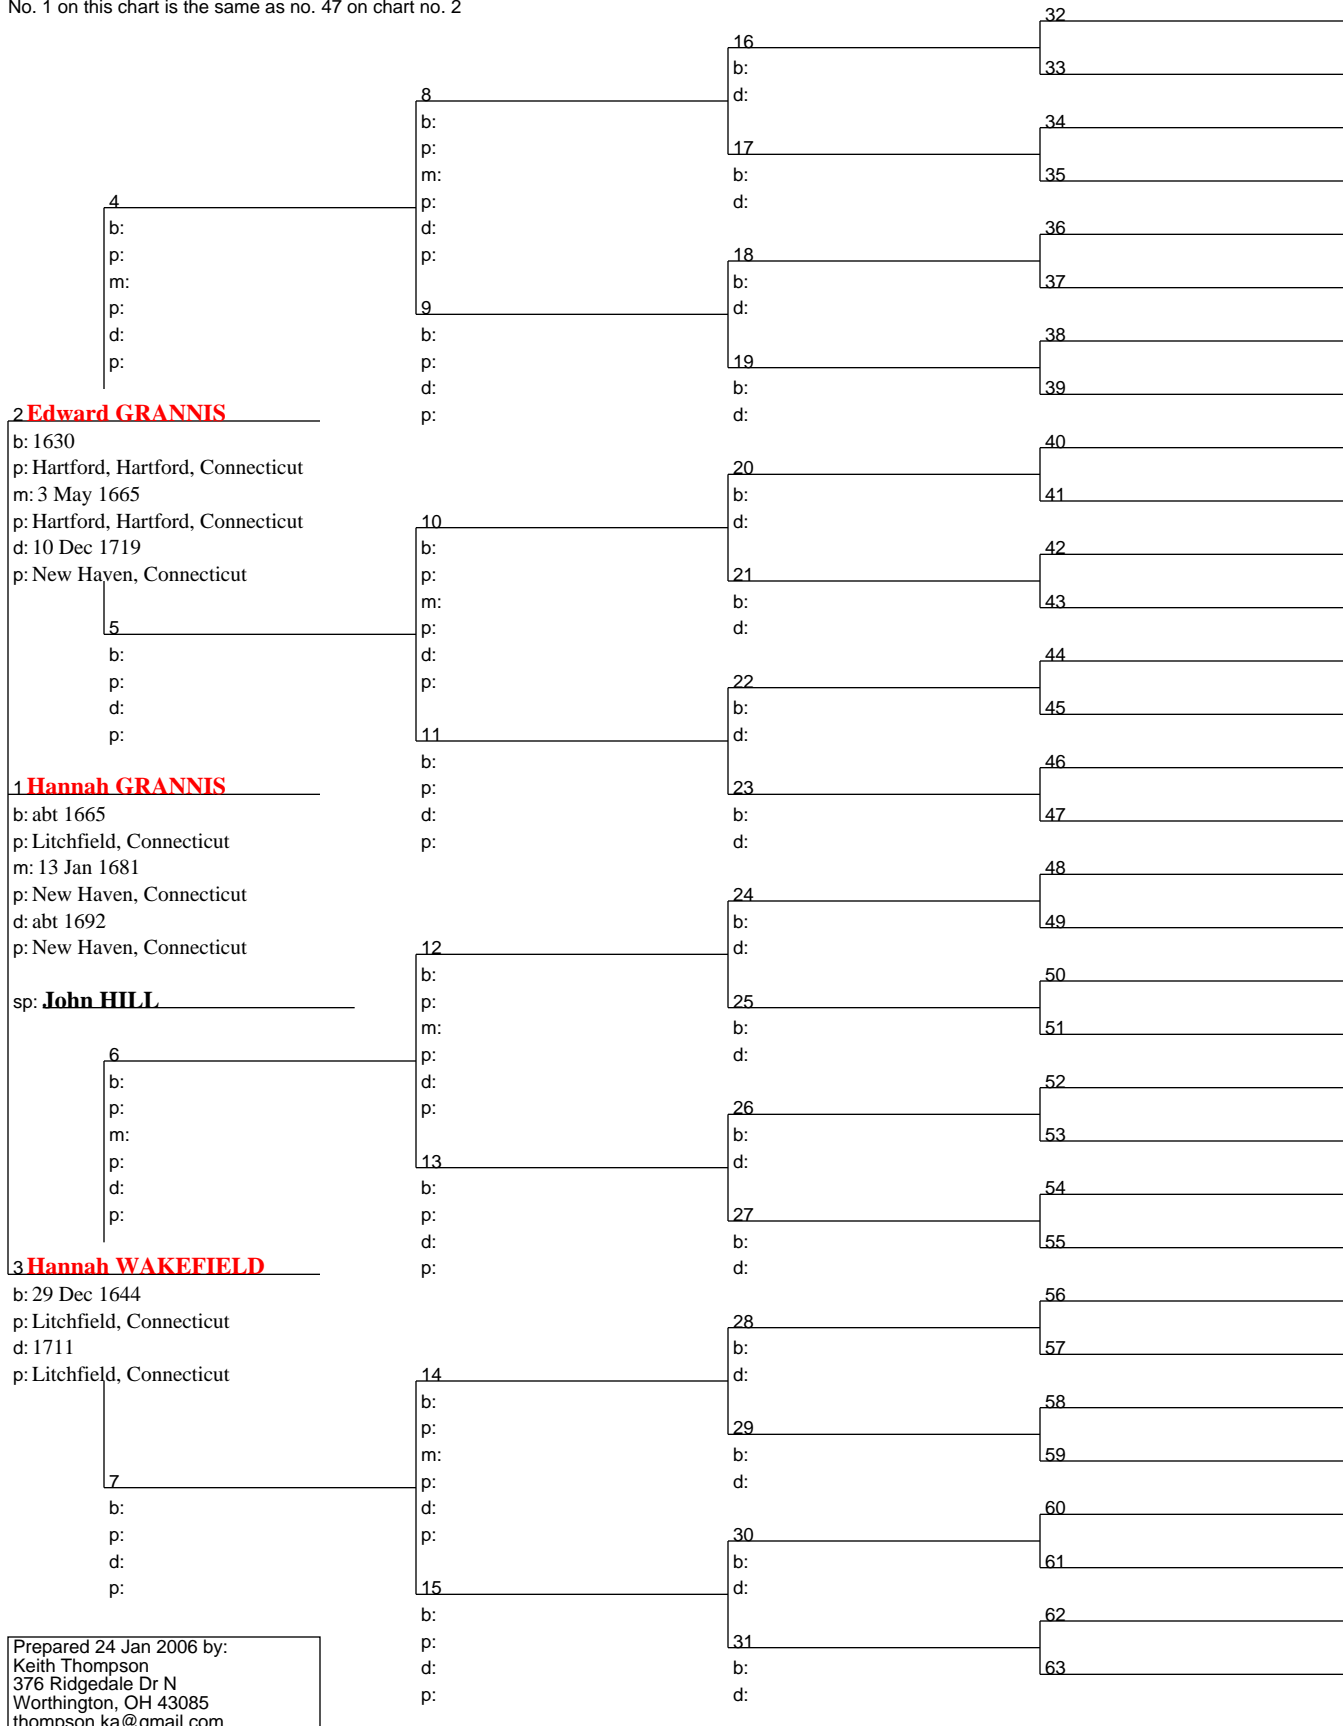 No. 1 on this chart is the same as no. 47 on chart no. 2
4
b:
p:
m:
p:
d:
p:
2 Edward GRANNIS
b: 1630
p: Hartford, Hartford, Connecticut
m: 3 May 1665
p: Hartford, Hartford, Connecticut
d: 10 Dec 1719
p: New Haven, Connecticut
5
b:
p:
d:
p:
1 Hannah GRANNIS
b: abt 1665
p: Litchfield, Connecticut
m: 13 Jan 1681
p: New Haven, Connecticut
d: abt 1692
p: New Haven, Connecticut
sp: John HILL
6
b:
p:
m:
p:
d:
p:
3 Hannah WAKEFIELD
b: 29 Dec 1644
p: Litchfield, Connecticut
d: 1711
p: Litchfield, Connecticut
7
b:
p:
d:
p:
Prepared 24 Jan 2006 by:
Keith Thompson
376 Ridgedale Dr N
Worthington, OH 43085
thompson.ka@gmail.com
8
b:
p:
m:
p:
d:
p:
9
b:
p:
d:
p:
10
b:
p:
m:
p:
d:
p:
11
b:
p:
d:
p:
12
b:
p:
m:
p:
d:
p:
13
b:
p:
d:
p:
14
b:
p:
m:
p:
d:
p:
15
b:
p:
d:
p:
16
b:
d:
17
b:
d:
18
b:
d:
19
b:
d:
20
b:
d:
21
b:
d:
22
b:
d:
23
b:
d:
24
b:
d:
25
b:
d:
26
b:
d:
27
b:
d:
28
b:
d:
29
b:
d:
30
b:
d:
31
b:
d:
32
33
34
35
36
37
38
39
40
41
42
43
44
45
46
47
48
49
50
51
52
53
54
55
56
57
58
59
60
61
62
63